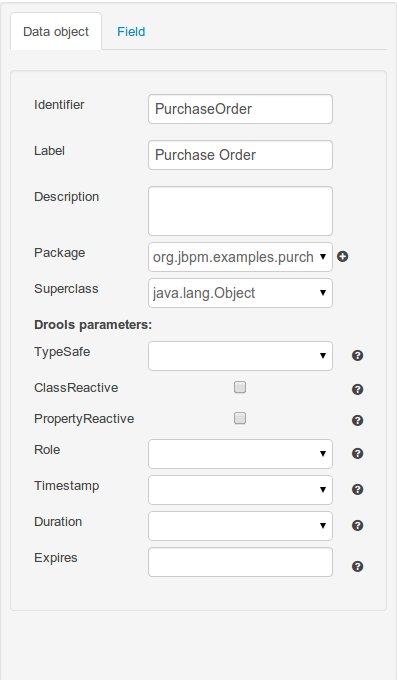 Data object Field
Identifier PurchaseOrder
Label Purchase Order
Description
Package org.jbpm.examples.purch
Superclass java.lang.Object
Drools parameters:
TypeSafe
ClassReactive
PropertyReactive
Role
Timestamp
Duration
Expires